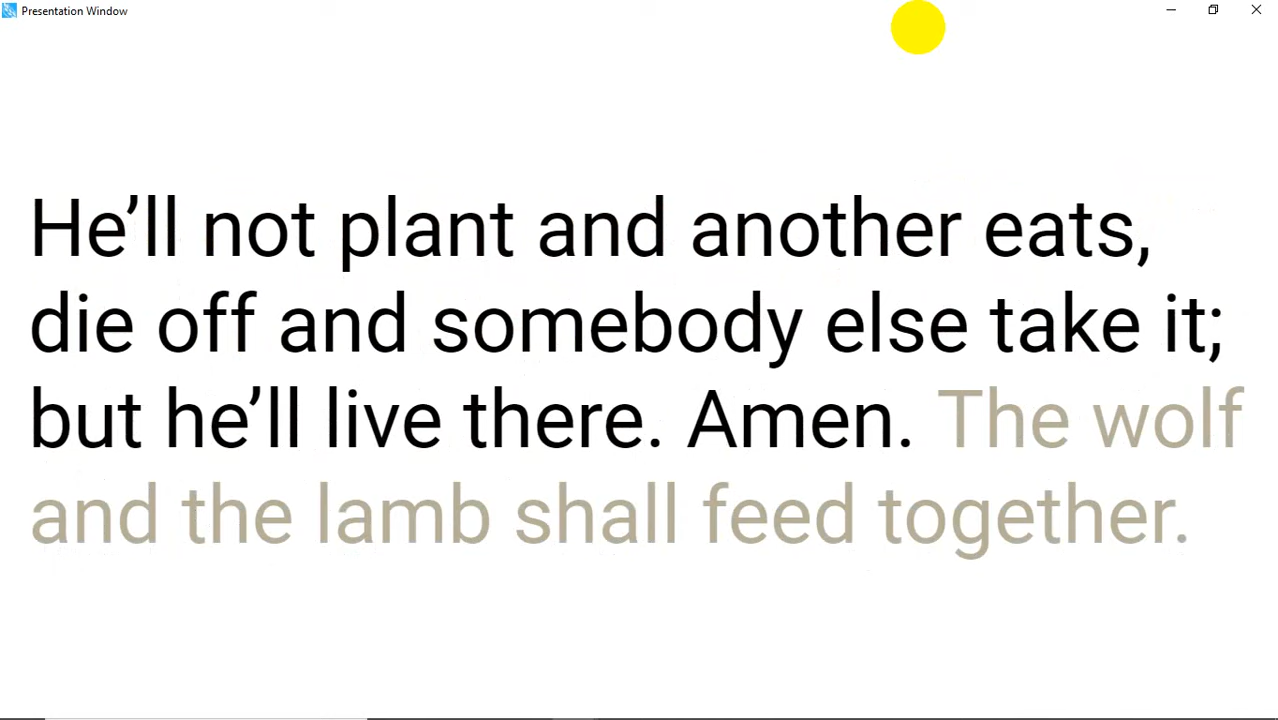 Presentation Window
He’ll not plant and another eats,
die off and somebody else take it;
but he’ll live there. Amen. The wolf
and the lamb shall feed together.